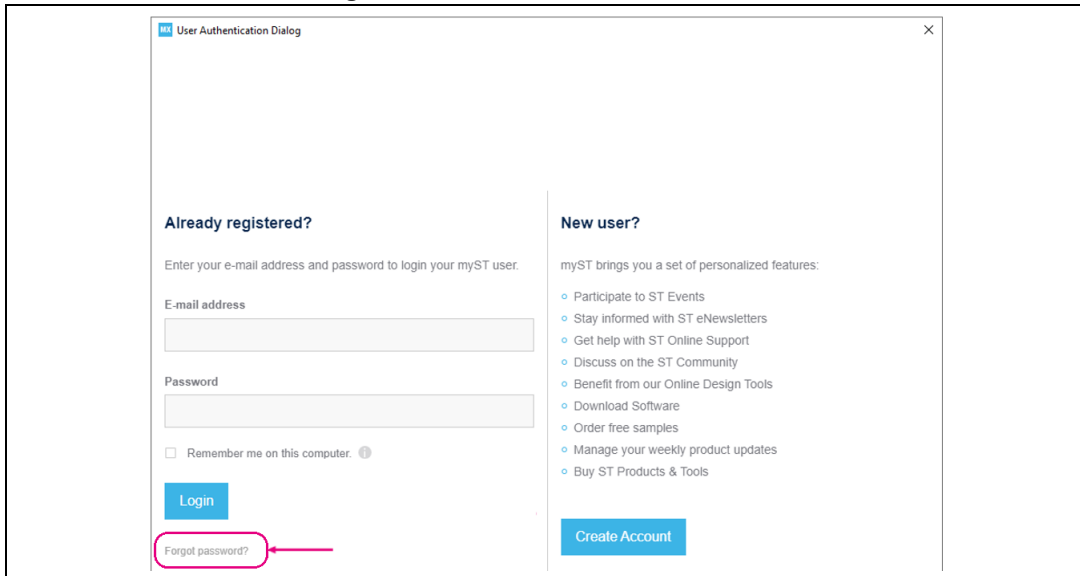 MX User Authentication Dialog
Already registered?
Enter your e-mail address and password to login your myST user.
E-mail address
Password
Remember me on this computer. i
Login
Forgot password?
New user?
myST brings you a set of personalized features:
Participate to ST Events
Stay informed with ST eNewsletters
Get help with ST Online Support
Discuss on the ST Community
Benefit from our Online Design Tools
Download Software
Order free samples
Manage your weekly product updates
Buy ST Products & Tools
Create Account